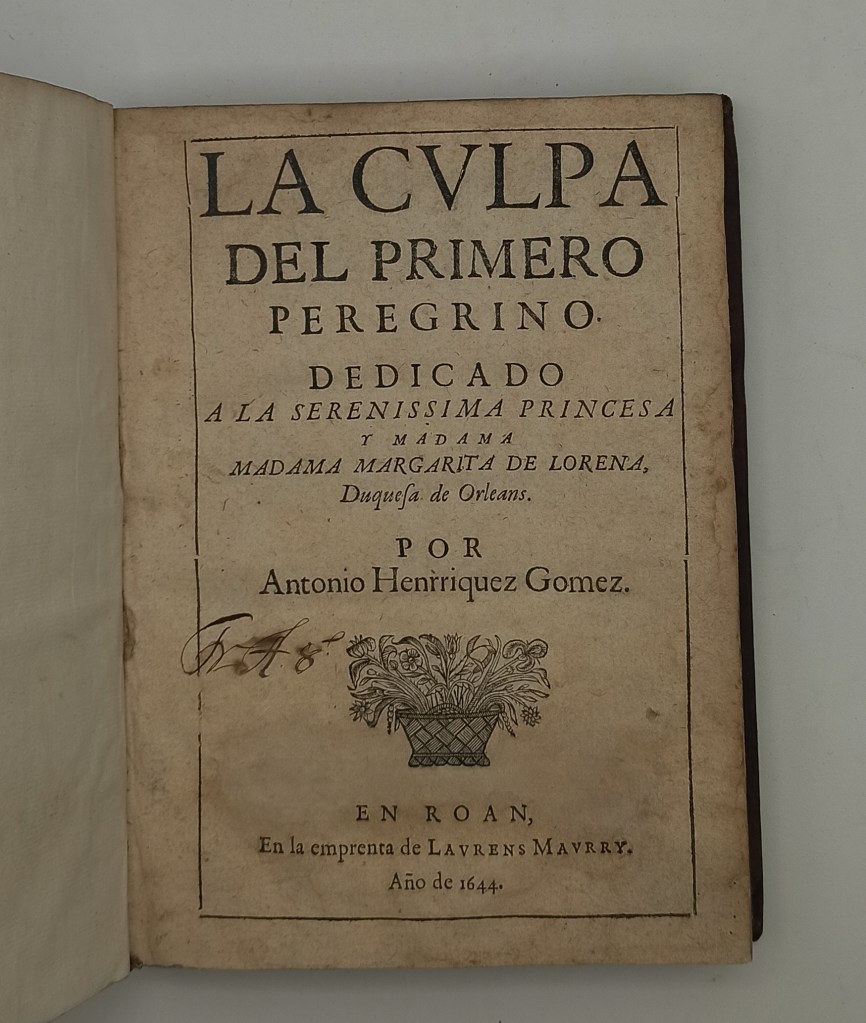 LA CVLPA
DEL PRIMERO
PEREGRINO.
DEDICADO
A LA SERENISSIMA PRINCESA
Y MADAMA
MADAMA MARGARITA DE LORENA,
Duqueſa de Orleans.
POR
Antonio Henrriquez Gomez.
EN ROAN,
En la emprenta de LAVRENS MAVRRY.
Año de 1644.